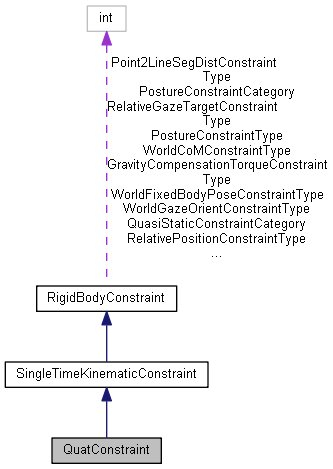 int
Point2LineSegDistConstraint
Type
PostureConstraintCategory
RelativeGazeTargetConstraint
Type
PostureConstraintType
WorldCoMConstraintType
GravityCompensationTorqueConstraint
Type
WorldFixedBodyPoseConstraintType
WorldGazeOrientConstraintType
QuasiStaticConstraintCategory
RelativePositionConstraintType
...
RigidBodyConstraint
SingleTimeKinematicConstraint
QuatConstraint